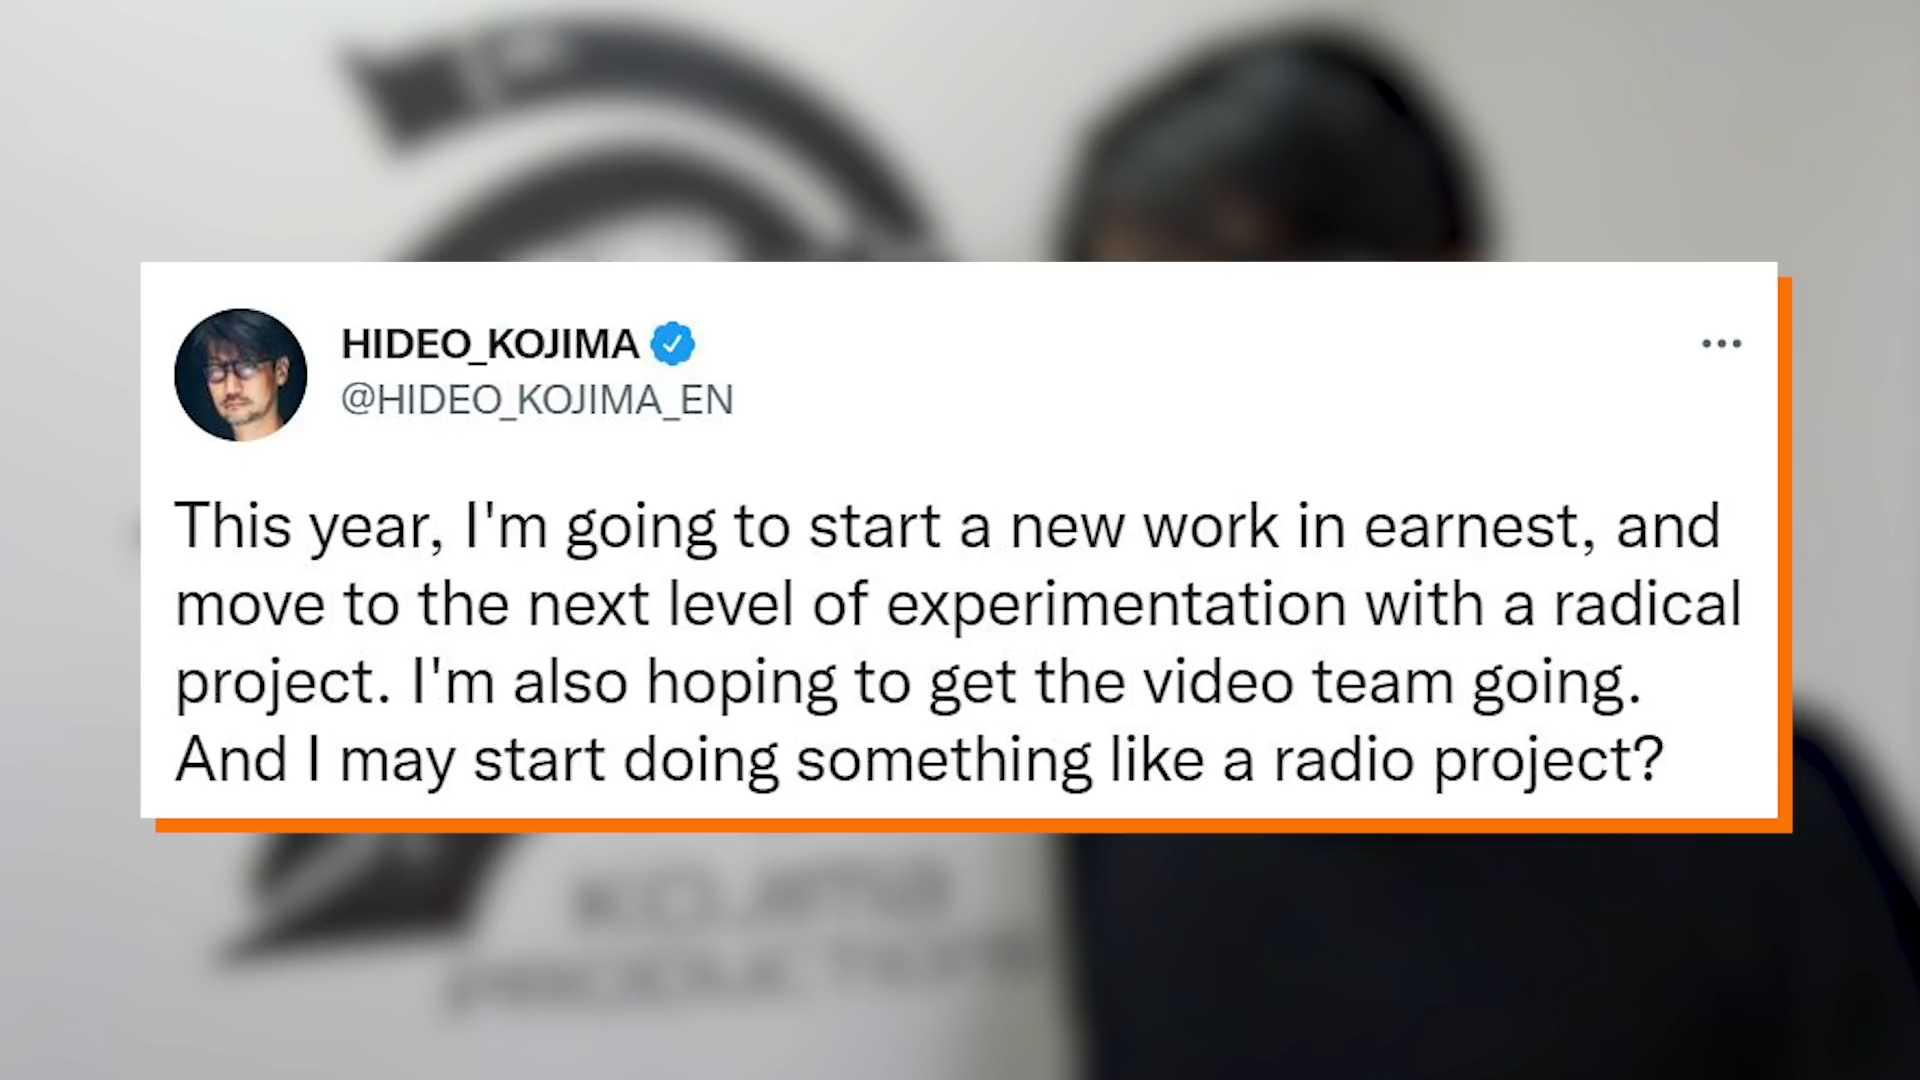 HIDEO_KOJIMA
@HIDEO_KOJIMA_EN
This year, I'm going to start a new work in earnest, and
move to the next level of experimentation with a radical
project. I'm also hoping to get the video team going.
And I may start doing something like a radio project?
KOJIMA
PRODUCTIONS